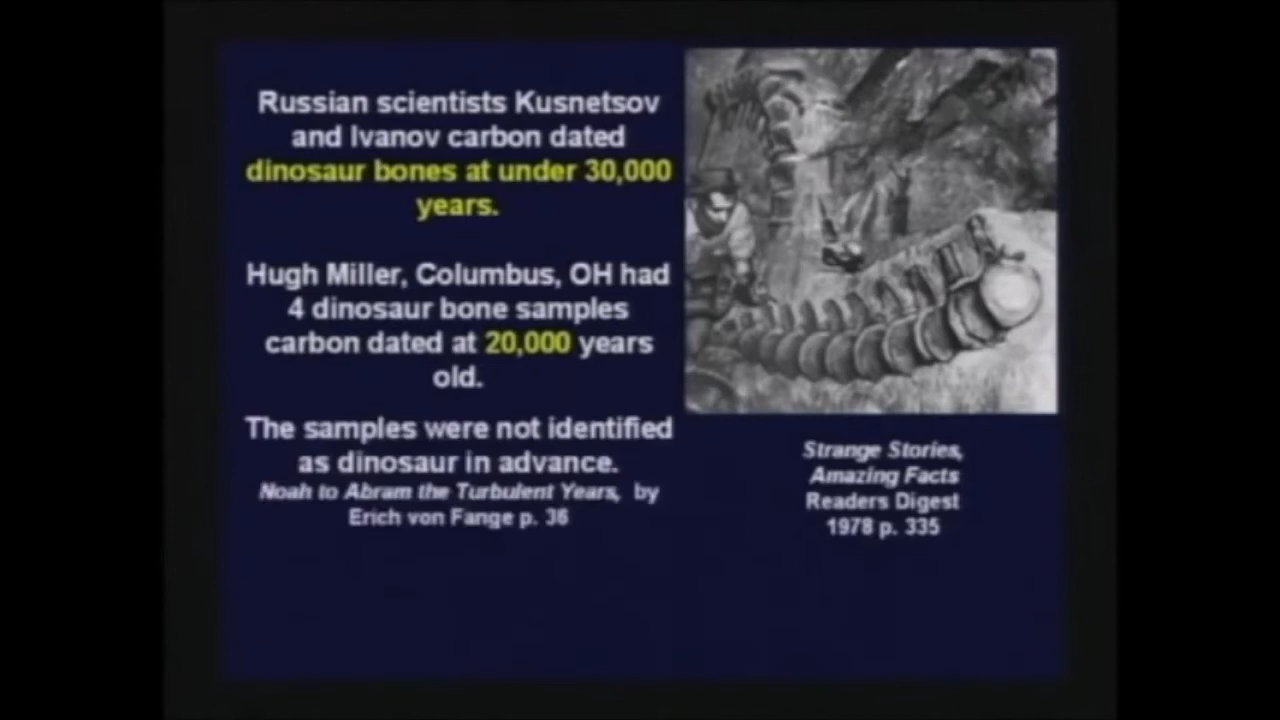 Russian scientists Kusnetsov
and Ivanov carbon dated
dinosaur bones at under 30,000
years.
Hugh Miller, Columbus, OH had
4 dinosaur bone samples
carbon dated at 20,000 years
old.
The samples were not identified
as dinosaur in advance.
Noah to Abram the Turbulent Years, by
Erich von Fange p. 36
Strange Stories,
Amazing Facts
Readers Digest
1978 p. 335